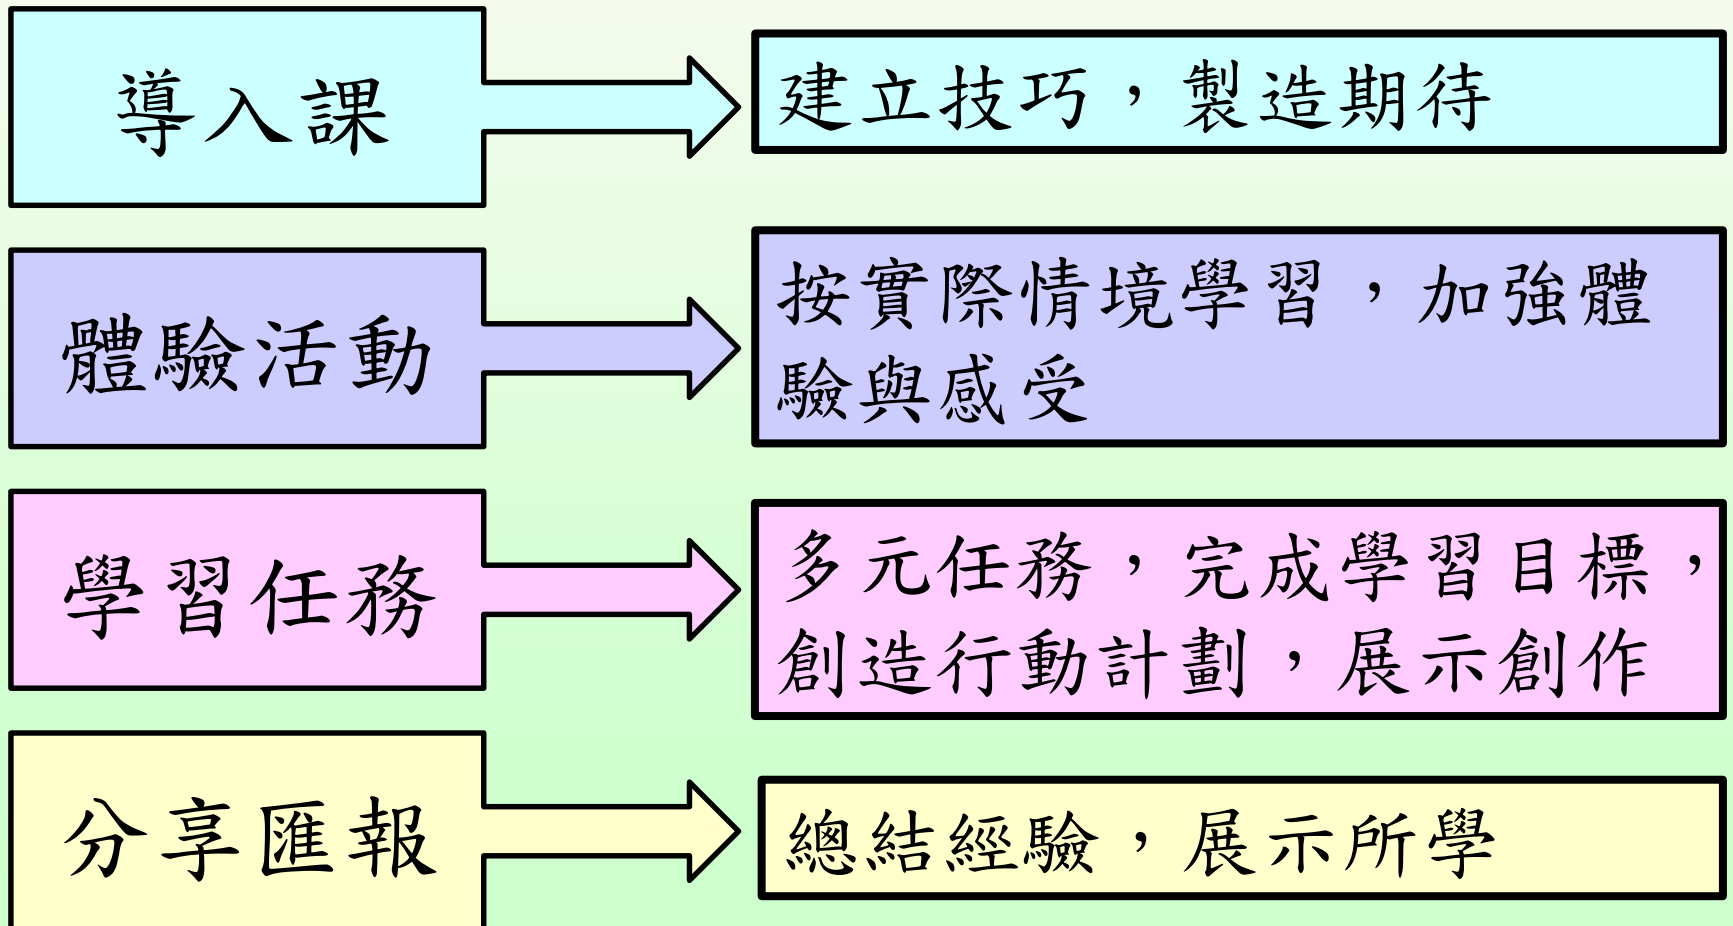 導入課
建立技巧，製造期待
體驗活動
按實際情境學習，加強體
驗與感受
學習任務
多元任務，完成學習目標，
創造行動計劃，展示創作
分享匯報
總結經驗，展示所學